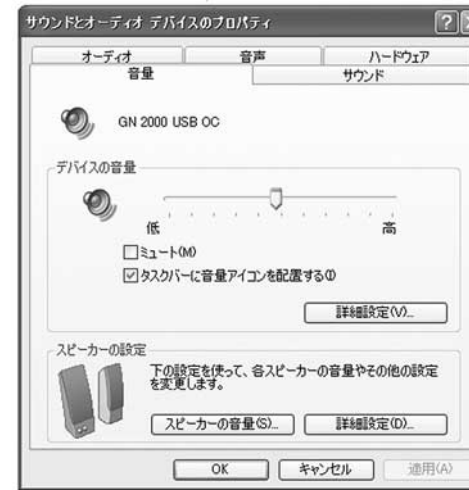 サウンドとオーディオ デバイスのプロパティ
オーディオ 音声 ハードウェア
音量 サウンド
GN 2000 USB OC
デバイスの音量
低 高
ミュート(M)
タスクバーに音量アイコンを配置する(I)
詳細設定(V)...
スピーカーの設定
下の設定を使って、各スピーカーの音量やその他の設定
を変更します。
スピーカーの音量(S)... 詳細設定(D)...
OK キャンセル 適用(A)